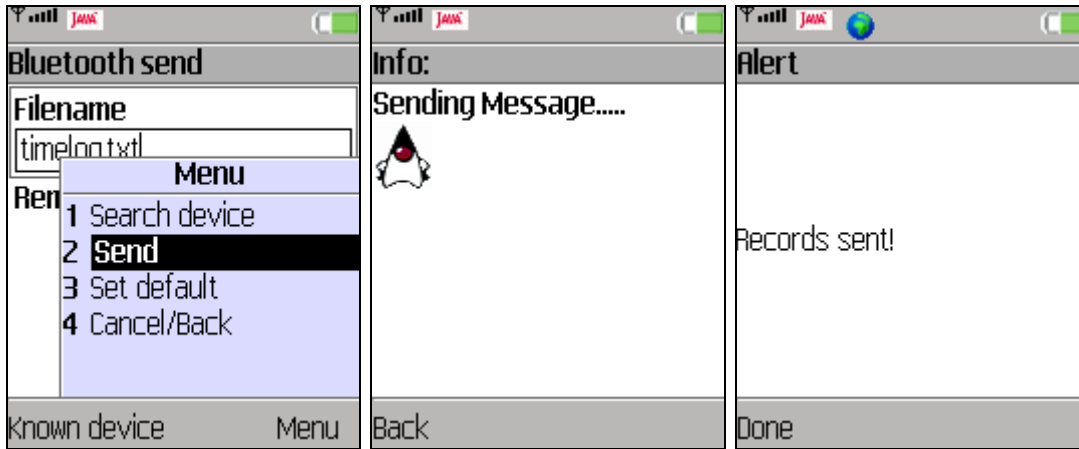 JAVA
Bluetooth send
Filename
timelog.txt
Menu
1 Search device
2 Send
3 Set default
4 Cancel/Back
Known device Menu
JAVA
Info:
Sending Message.....
Back
JAVA
Alert
Records sent!
Done